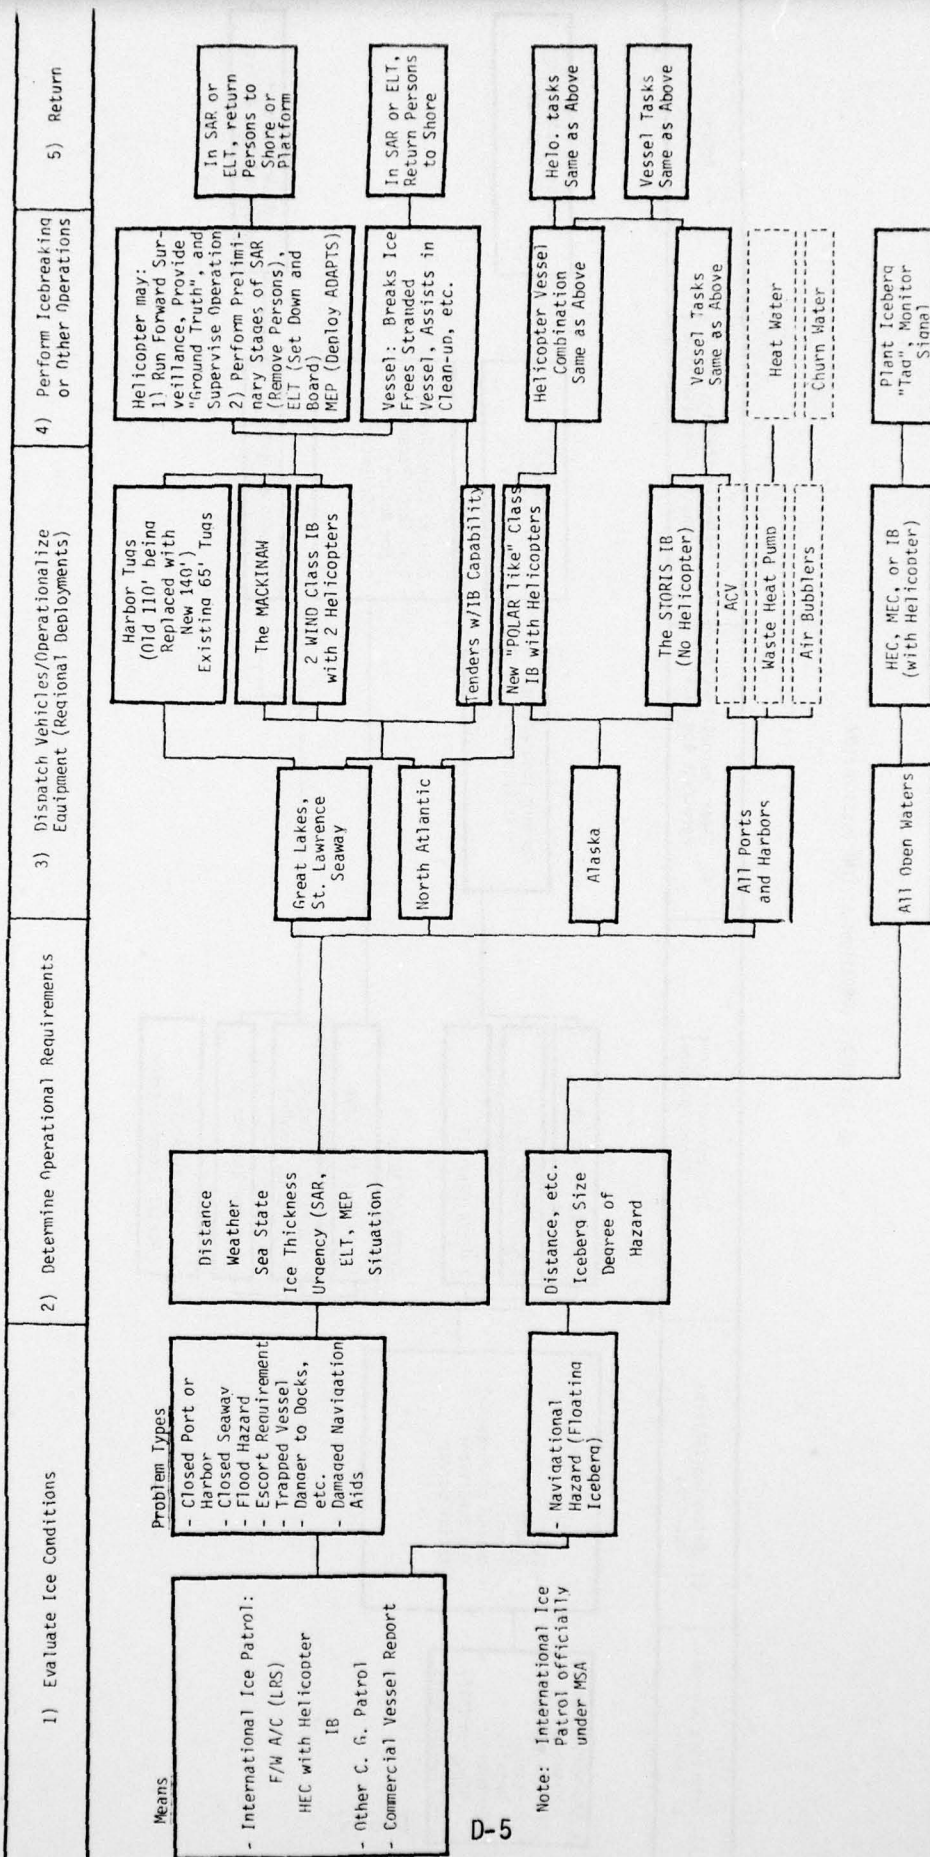 1) Evaluate Ice Conditions
2) Determine Operational Requirements
3) Dispatch Vehicles/Operationalize
Equipment (Regional Deployments)
4) Perform Icebreaking
or Other Operations
5) Return
Means
- International Ice Patrol:
F/W A/C (LRS)
HEC with Helicopter
IB
- Other C. G. Patrol
- Commercial Vessel Report
Note: International Ice
Patrol officially
under MSA
Problem Types
- Closed Port or
Harbor
- Closed Seaway
- Flood Hazard
- Escort Requirement
- Trapped Vessel
- Danger to Docks,
etc.
- Damaged Navigation
Aids
- Navigational
Hazard (Floating
Iceberg)
Distance
Weather
Sea State
Ice Thickness
Urgency (SAR,
ELT, MEP
Situation)
Distance, etc.
Iceberg Size
Degree of
Hazard
Great Lakes,
St. Lawrence
Seaway
North Atlantic
Alaska
All Ports
and Harbors
All Open Waters
Harbor Tugs
(Old 110' being
Replaced with
New 140')
Existing 65' Tugs
The MACKINAW
2 WIND Class IB
with 2 Helicopters
Tenders w/IB Capability
New "POLAR like" Class
IB with Helicopters
The STORIS IB
(No Helicopter)
ACV
Waste Heat Pump
Air Bubblers
HEC, MEC, or IB
(with Helicopter)
Helicopter may:
1) Run Forward Sur-
veillance, Provide
"Ground Truth", and
Supervise Operation
2) Perform Prelimi-
nary Stages of SAR
(Remove Persons),
ELT (Set Down and
Board)
MEP (Deploy ADAPTS)
Vessel: Breaks Ice
Frees Stranded
Vessel, Assists in
Clean-up, etc.
Helicopter Vessel
Combination
Same as Above
Vessel Tasks
Same as Above
Heat Water
Churn Water
Plant Iceberg
"Tag", Monitor
Signal
In SAR or
ELT, return
Persons to
Shore or
Platform
In SAR or ELT,
Return Persons
to Shore
Helo. tasks
Same as Above
Vessel Tasks
Same as Above
D-5